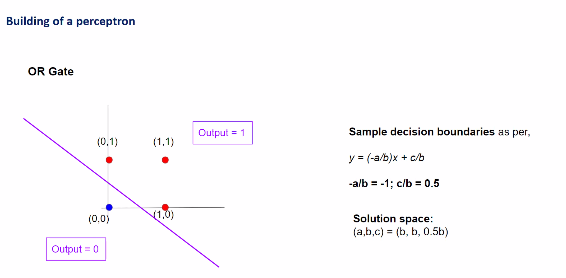 Building of a perceptron
OR Gate
(0,1)
(1,1)
Output = 1
(0,0)
(1,0)
Output = 0
Sample decision boundaries as per,
y = (-a/b)x + c/b
-a/b = -1; c/b = 0.5
Solution space:
(a,b,c) = (b, b, 0.5b)